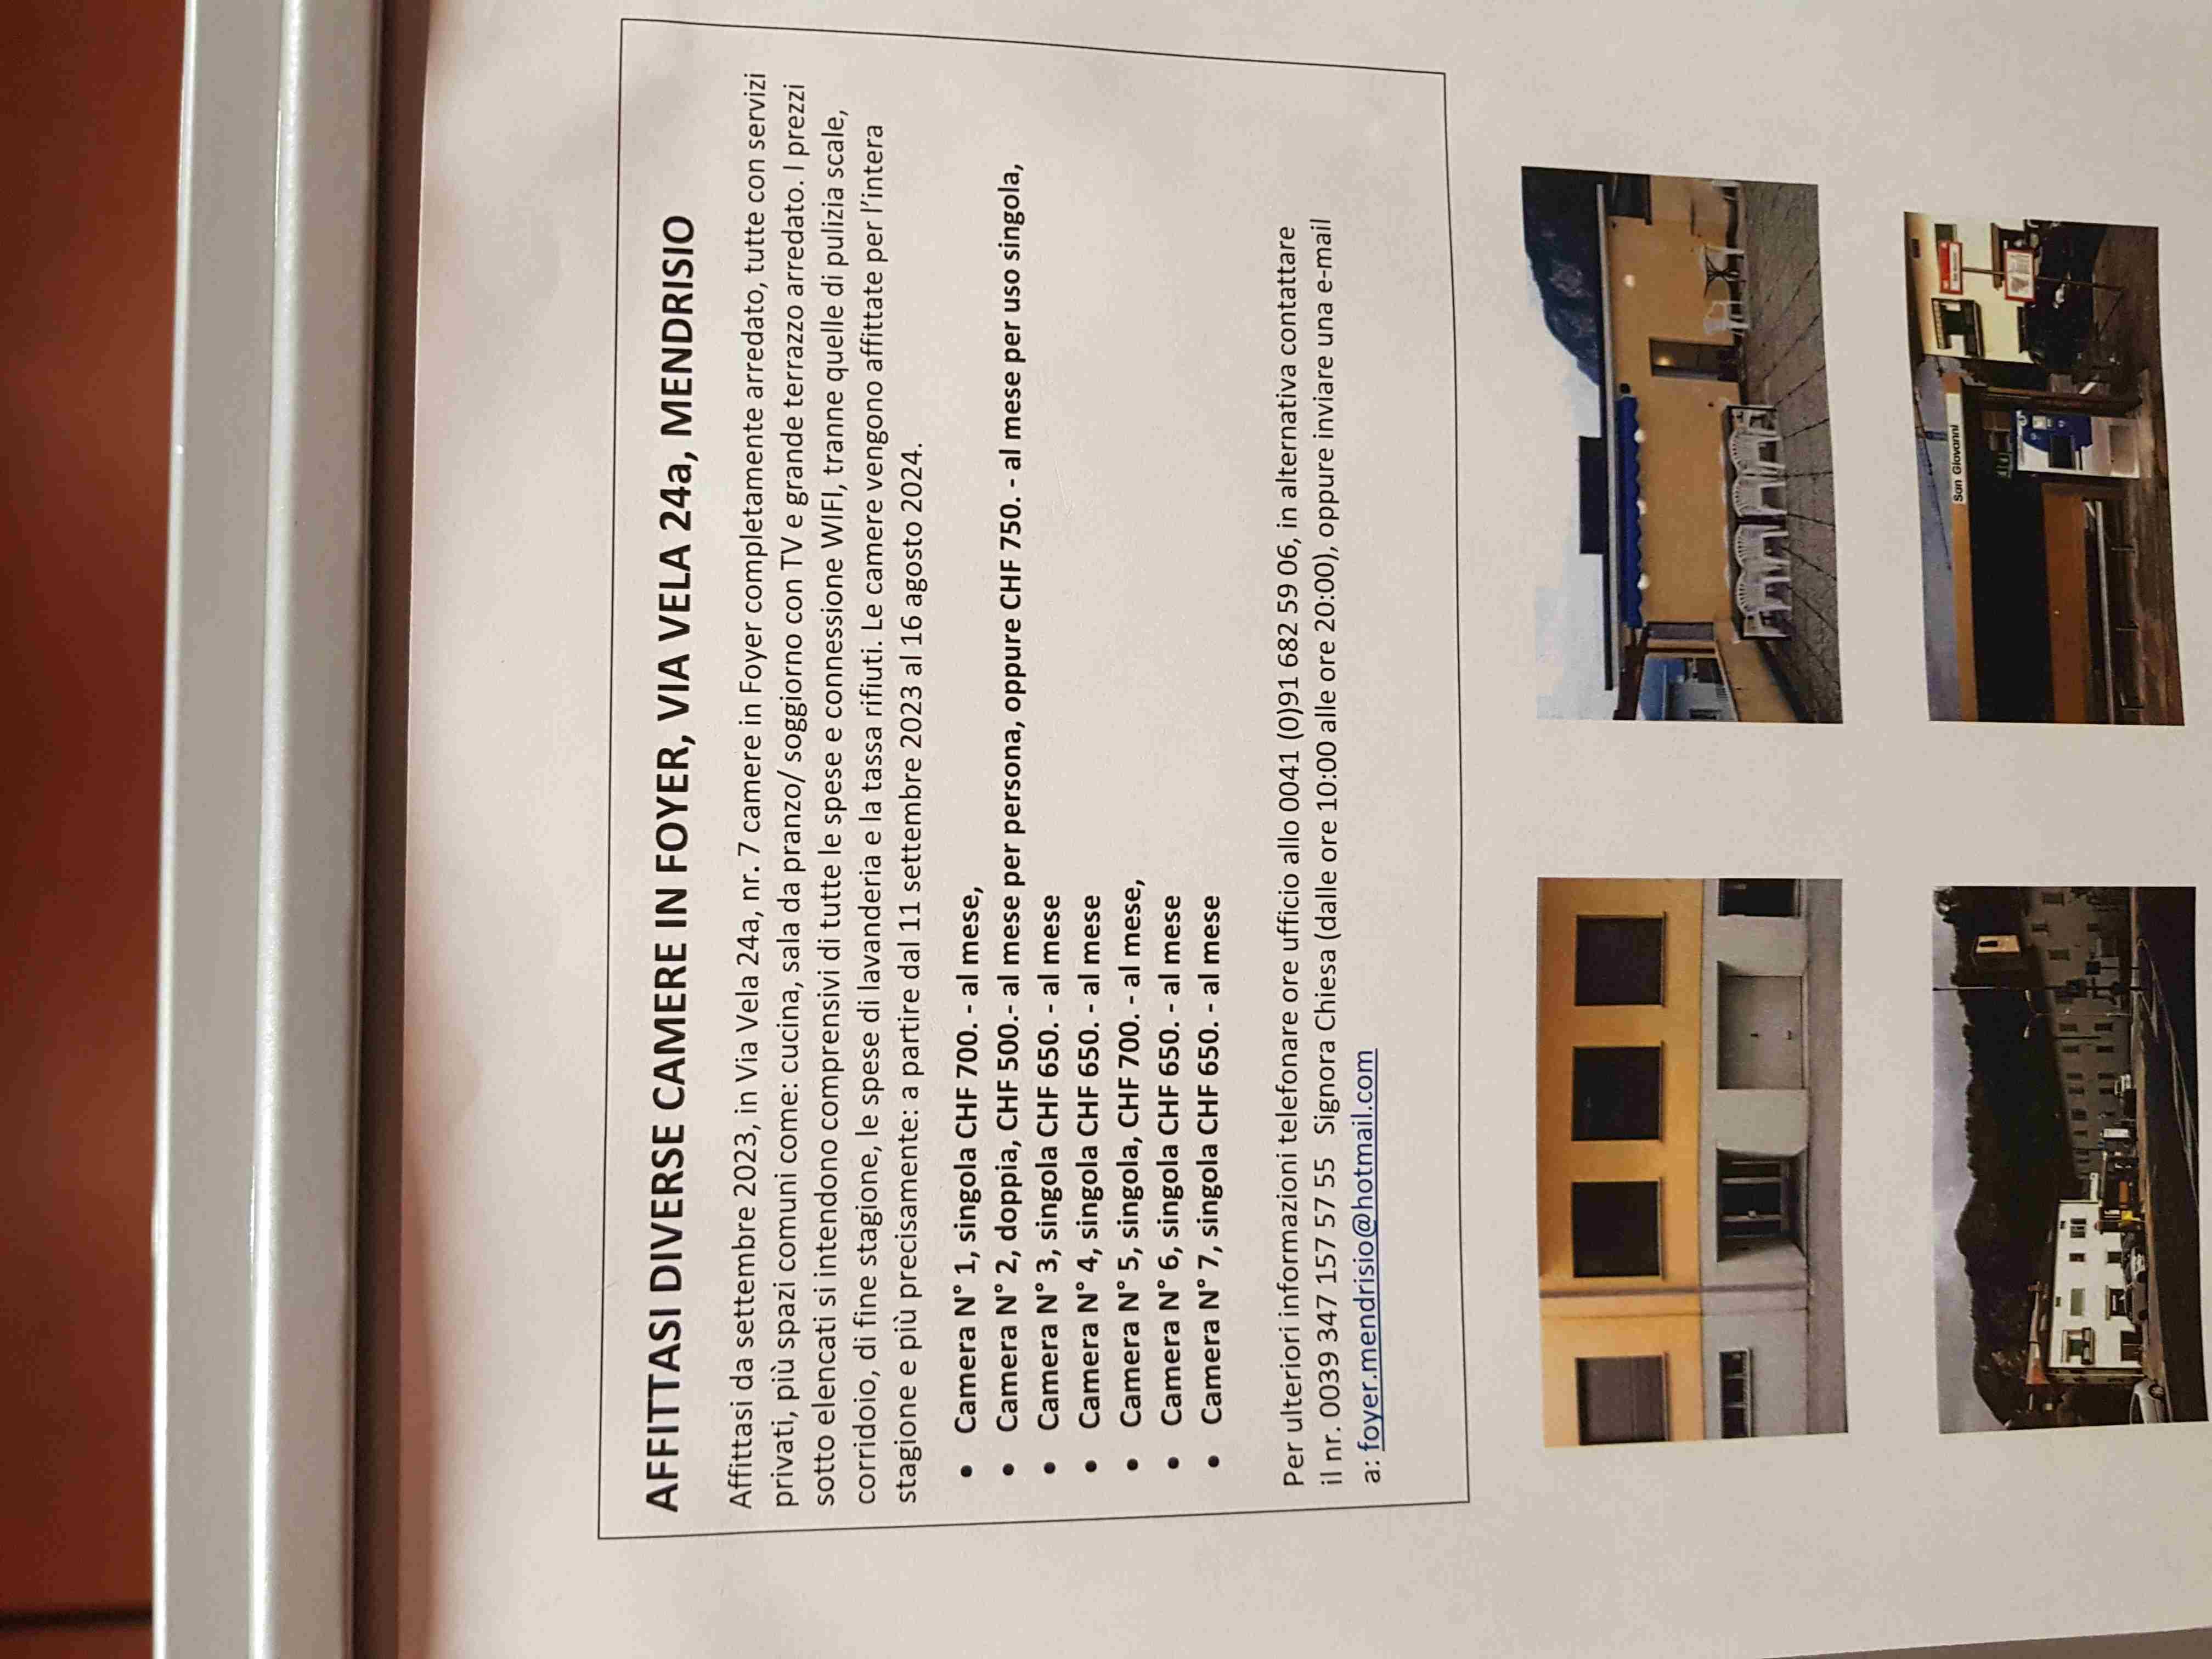 AFFITTASI DIVERSE CAMERE IN FOYER, VIA VELA 24a, MENDRISIO
Affittasi da settembre 2023, in Via Vela 24a, nr. 7 camere in Foyer completamente arredato, tutte con servizi
privati, più spazi comuni come: cucina, sala da pranzo/ soggiorno con TV e grande terrazzo arredato. I prezzi
sotto elencati si intendono comprensivi di tutte le spese e connessione WIFI, tranne quelle di pulizia scale,
corridoio, di fine stagione, le spese di lavanderia e la tassa rifiuti. Le camere vengono affittate per l'intera
stagione e più precisamente: a partire dal 11 settembre 2023 al 16 agosto 2024.
• Camera N° 1, singola CHF 700. - al mese,
• Camera N° 2, doppia, CHF 500.- al mese per persona, oppure CHF 750. - al mese per uso singola,
• Camera N° 3, singola CHF 650. - al mese
• Camera N° 4, singola CHF 650. - al mese
• Camera N° 5, singola, CHF 700. - al mese,
• Camera N° 6, singola CHF 650. - al mese
• Camera N° 7, singola CHF 650. - al mese
Per ulteriori informazioni telefonare ore ufficio allo 0041 (0)91 682 59 06, in alternativa contattare
il nr. 0039 347 157 57 55 Signora Chiesa (dalle ore 10:00 alle ore 20:00), oppure inviare una e-mail
a: foyer.mendrisio@hotmail.com
San Giovanni